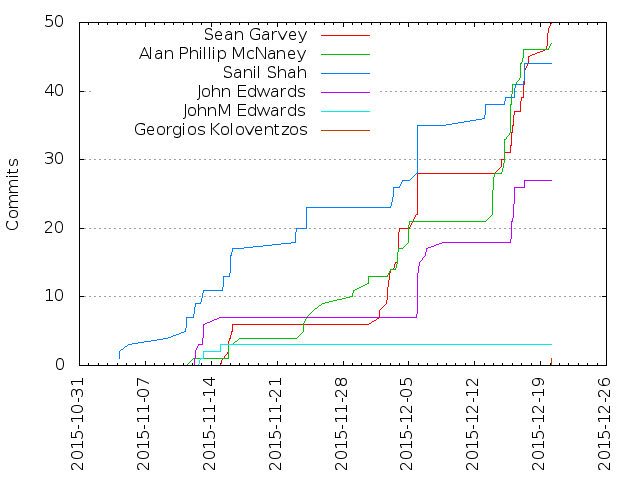 50
40
30
20
10
0
Commits
Sean Garvey
Alan Phillip McNaney
Sanil Shah
John Edwards
JohnM Edwards
Georgios Koloventzos
2015-10-31
2015-11-07
2015-11-14
2015-11-21
2015-11-28
2015-12-05
2015-12-12
2015-12-19
2015-12-26